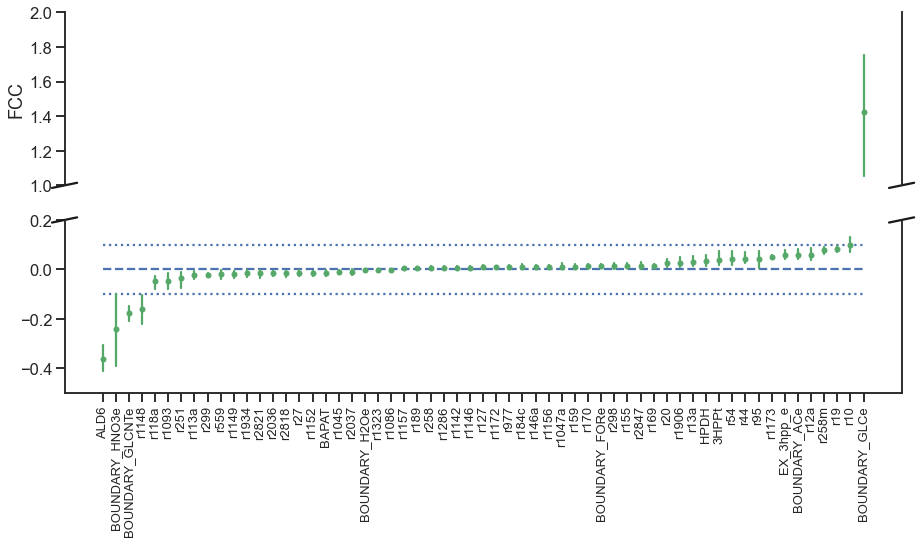 FCC
2.0
1.8
1.6
1.4
1.2
1.0
0.2
0.0
−0.2
−0.4
ALD6
BOUNDARY_HNO3e
BOUNDARY_GLCNTe
r1148
r118a
r1093
r251
r113a
r299
r559
r1149
r1934
r2821
r2036
r2818
r27
r1152
BAPAT
r1045
r2037
BOUNDARY_H2Oe
r1323
r1086
r1157
r189
r258
r1286
r1142
r1146
r127
r1172
r977
r184c
r146a
r1156
r1047a
r159
r170
BOUNDARY_FORe
r298
r155
r2847
r169
r20
r1906
r13a
HPDH
3HPPt
r54
r44
r95
r1173
EX_3hpp_e
BOUNDARY_ACe
r12a
r258m
r19
r10
BOUNDARY_GLCe